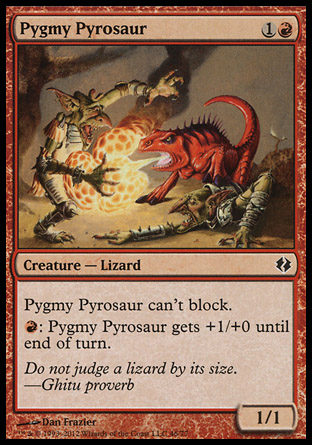 Pygmy Pyrosaur 1
Creature — Lizard
Pygmy Pyrosaur can't block.
: Pygmy Pyrosaur gets +1/+0 until
end of turn.
Do not judge a lizard by its size.
—Ghitu proverb
Dan Frazier
1/1